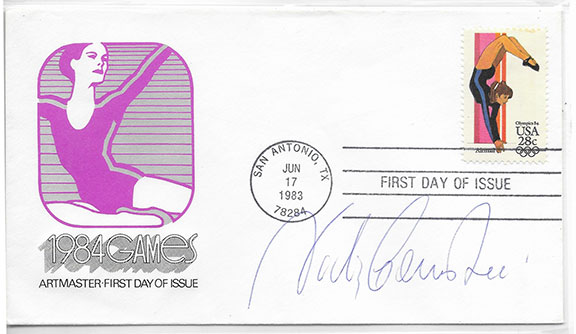 Olympics 84
USA
28c
Airmail
SAN ANTONIO, TX
JUN
17
1983
78284
FIRST DAY OF ISSUE
1984 GAMES
ARTMASTER·FIRST DAY OF ISSUE